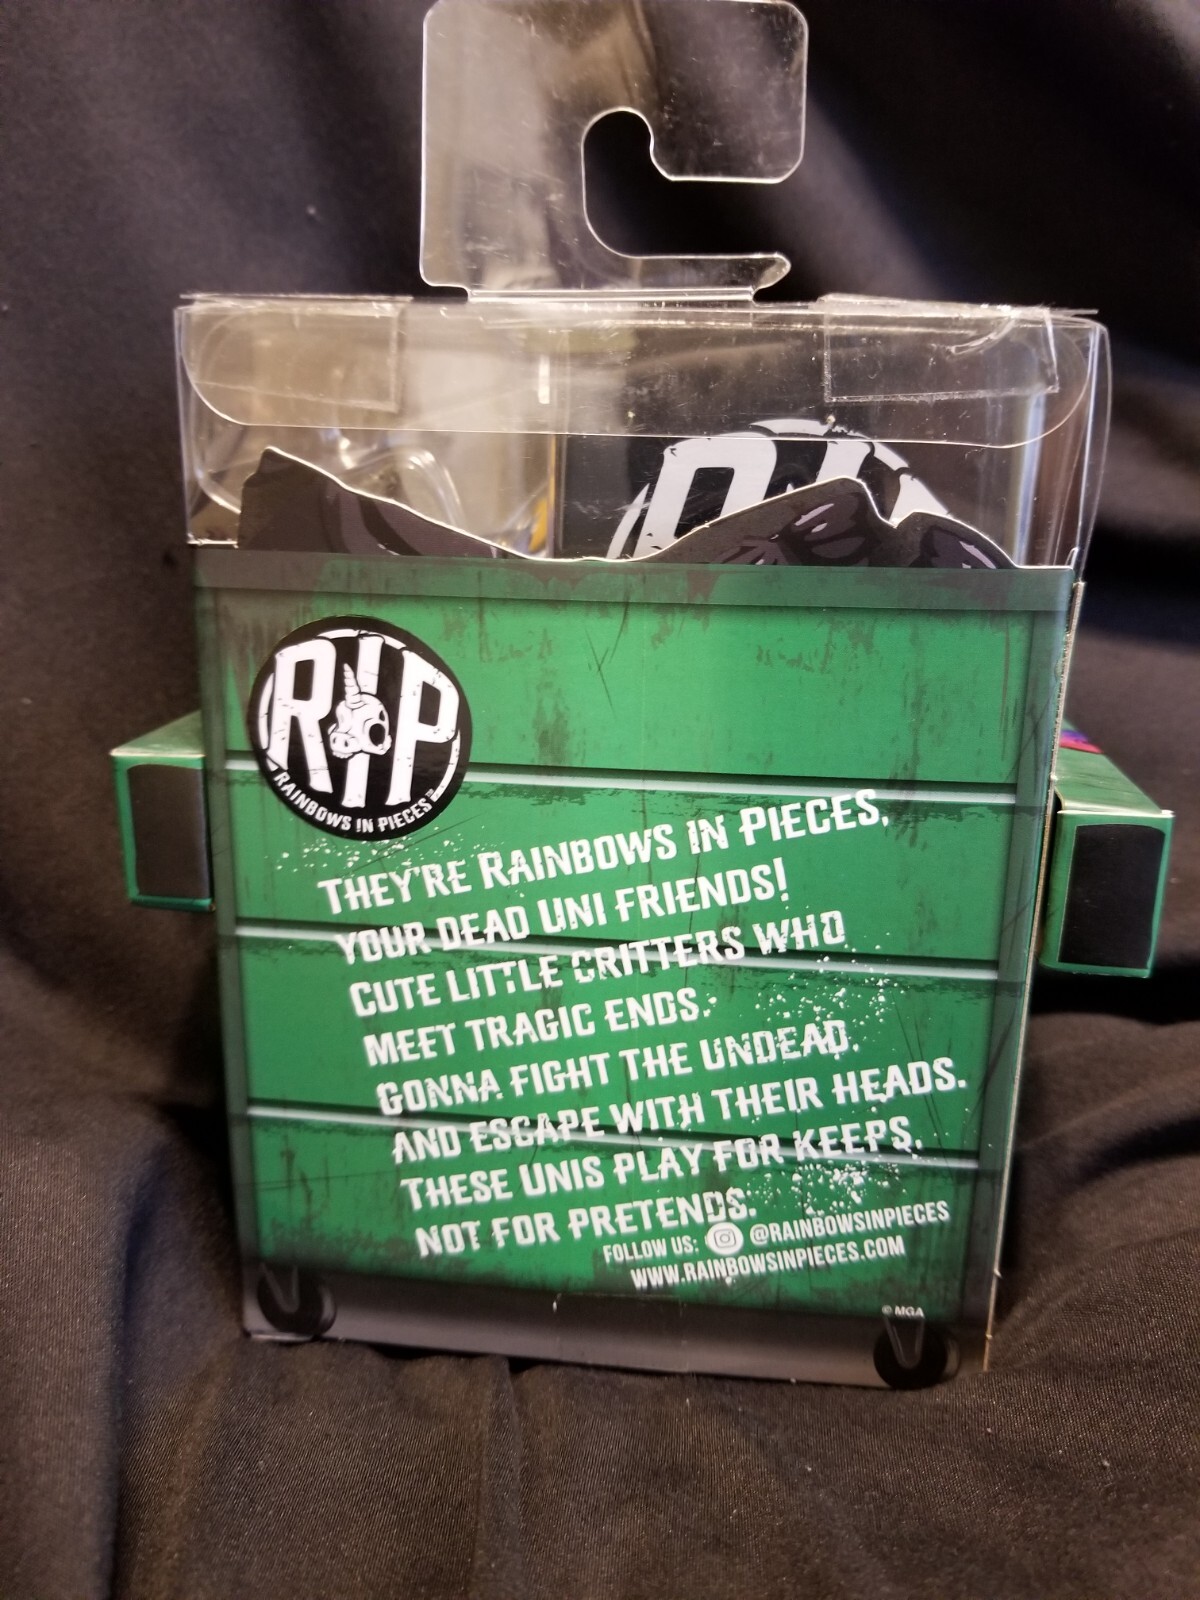 RIP
RAINBOWS IN PIECES™
THEY'RE RAINBOWS IN PIECES,
YOUR DEAD UNI FRIENDS!
CUTE LITTLE CRITTERS WHO
MEET TRAGIC ENDS.
GONNA FIGHT THE UNDEAD.
AND ESCAPE WITH THEIR HEADS.
THESE UNIS PLAY FOR KEEPS,
NOT FOR PRETENDS.
FOLLOW US: @RAINBOWSINPIECES
WWW.RAINBOWSINPIECES.COM
© MGA